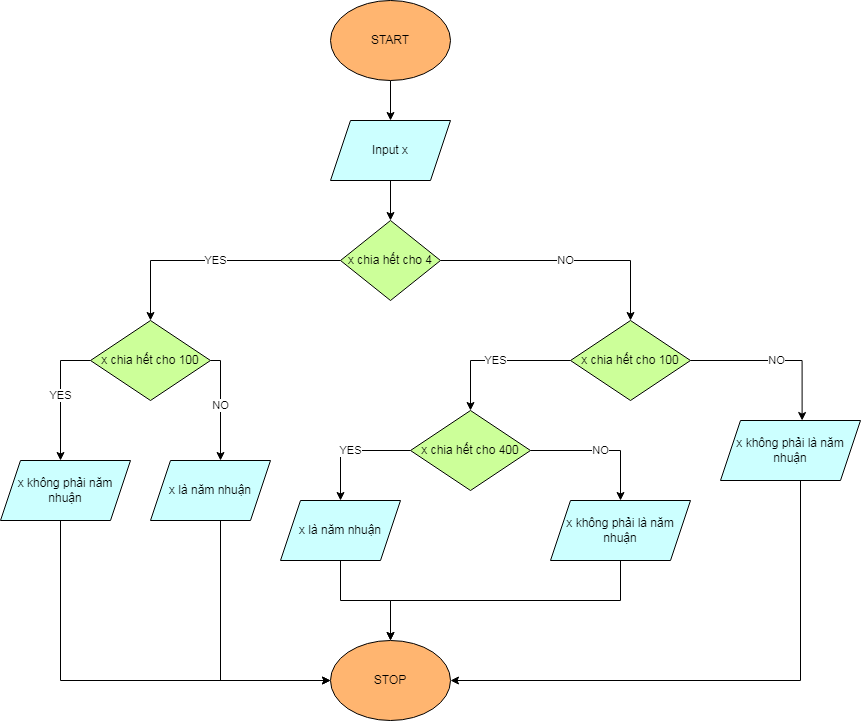 START
Input x
x chia hết cho 4
YES
NO
x chia hết cho 100
x chia hết cho 100
YES
NO
YES
NO
x chia hết cho 400
YES
NO
x không phải là năm
nhuận
x không phải năm
nhuận
x là năm nhuận
x là năm nhuận
x không phải là năm
nhuận
STOP